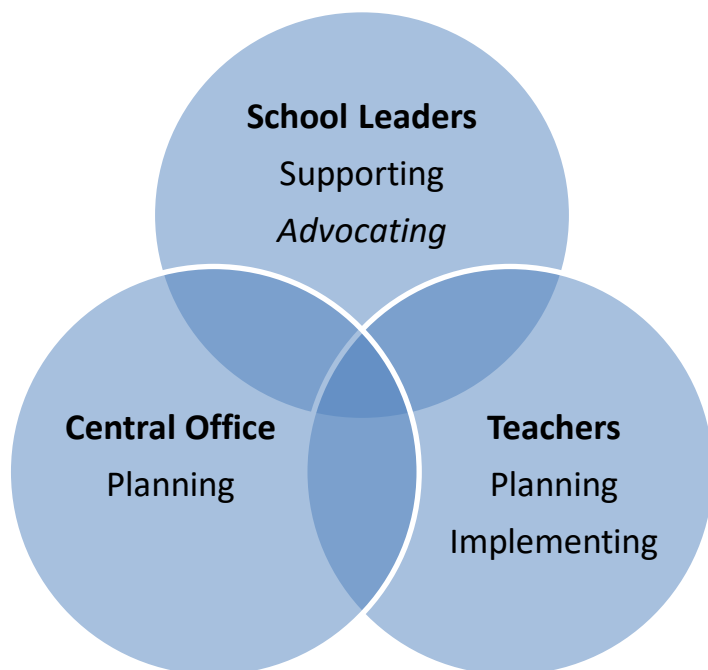 School Leaders
Supporting
Advocating
Central Office
Planning
Teachers
Planning
Implementing